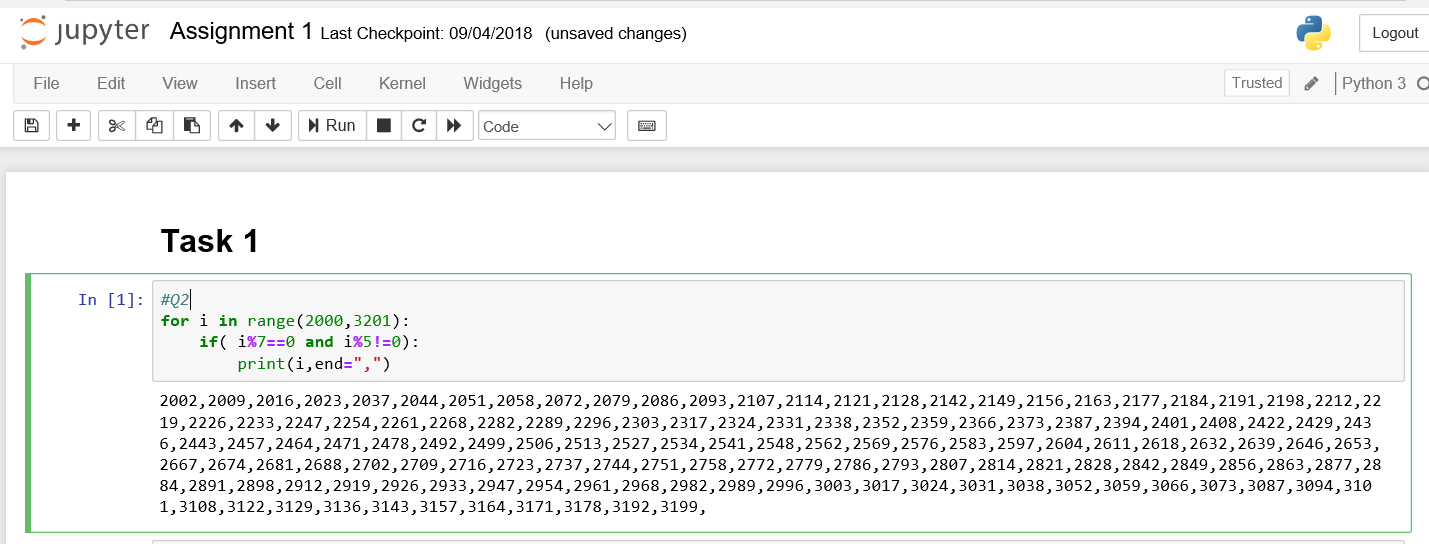 jupyter Assignment 1 Last Checkpoint: 09/04/2018 (unsaved changes) Logout
File Edit View Insert Cell Kernel Widgets Help Trusted Python 3
Run Code
Task 1
In [1]: #Q2
for i in range(2000,3201):
    if( i%7==0 and i%5!=0):
        print(i,end=",")
2002,2009,2016,2023,2037,2044,2051,2058,2072,2079,2086,2093,2107,2114,2121,2128,2142,2149,2156,2163,2177,2184,2191,2198,2212,22
19,2226,2233,2247,2254,2261,2268,2282,2289,2296,2303,2317,2324,2331,2338,2352,2359,2366,2373,2387,2394,2401,2408,2422,2429,243
6,2443,2457,2464,2471,2478,2492,2499,2506,2513,2527,2534,2541,2548,2562,2569,2576,2583,2597,2604,2611,2618,2632,2639,2646,2653,
2667,2674,2681,2688,2702,2709,2716,2723,2737,2744,2751,2758,2772,2779,2786,2793,2807,2814,2821,2828,2842,2849,2856,2863,2877,28
84,2891,2898,2912,2919,2926,2933,2947,2954,2961,2968,2982,2989,2996,3003,3017,3024,3031,3038,3052,3059,3066,3073,3087,3094,310
1,3108,3122,3129,3136,3143,3157,3164,3171,3178,3192,3199,